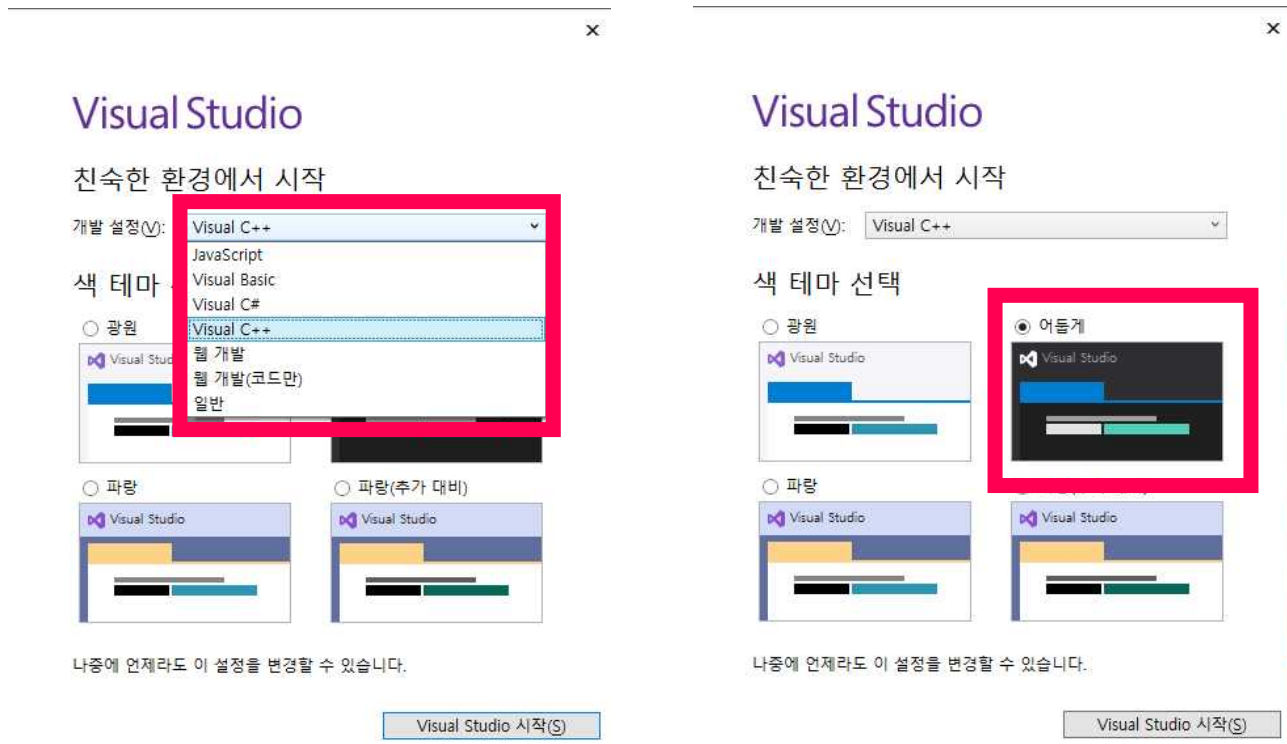 Visual Studio
친숙한 환경에서 시작
개발 설정(V): Visual C++
JavaScript
Visual Basic
Visual C#
Visual C++
웹 개발
웹 개발(코드만)
일반
색 테마
광원
Visual Stud
파랑
파랑(추가 대비)
Visual Studio
Visual Studio
나중에 언제라도 이 설정을 변경할 수 있습니다.
Visual Studio 시작(S)
Visual Studio
친숙한 환경에서 시작
개발 설정(V): Visual C++
색 테마 선택
광원
어둡게
Visual Studio
Visual Studio
파랑
Visual Studio
Visual Studio
나중에 언제라도 이 설정을 변경할 수 있습니다.
Visual Studio 시작(S)